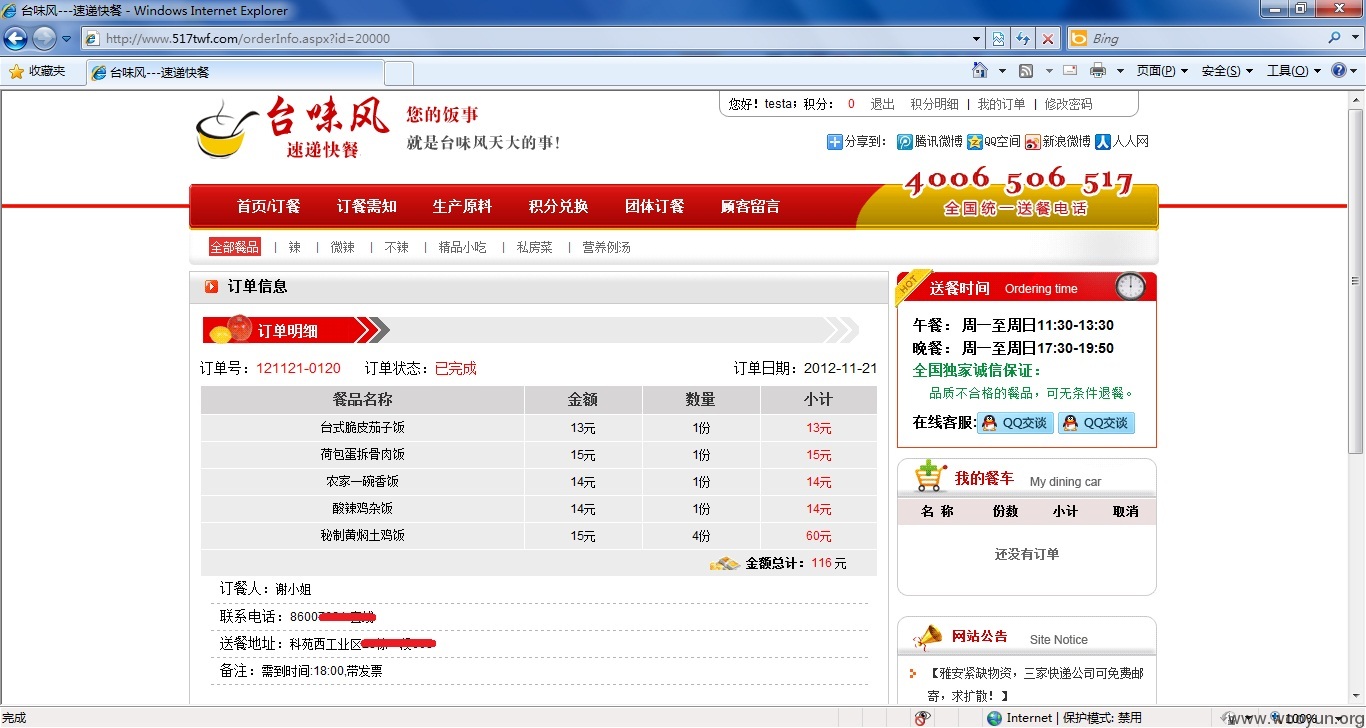 台味风---速递快餐 - Windows Internet Explorer
http://www.517twf.com/orderInfo.aspx?id=20000
Bing
收藏夹
台味风---速递快餐
页面(P) 安全(S) 工具(O)
您好！testa；积分： 0 退出 积分明细 | 我的订单 | 修改密码
台味风
速递快餐
您的饭事
就是台味风天大的事!
分享到： 腾讯微博 QQ空间 新浪微博 人人网
首页/订餐 订餐需知 生产原料 积分兑换 团体订餐 顾客留言
4006 506 517
全国统一送餐电话
全部餐品 | 辣 | 微辣 | 不辣 | 精品小吃 | 私房菜 | 营养例汤
订单信息
订单明细
订单号：121121-0120 订单状态：已完成 订单日期：2012-11-21
餐品名称 金额 数量 小计
台式脆皮茄子饭 13元 1份 13元
荷包蛋拆骨肉饭 15元 1份 15元
农家一碗香饭 14元 1份 14元
酸辣鸡杂饭 14元 1份 14元
秘制黄焖土鸡饭 15元 4份 60元
金额总计：116 元
订餐人：谢小姐
联系电话：8600
送餐地址：科苑西工业区
备注：需到时间:18:00,带发票
HOT
送餐时间 Ordering time
午餐： 周一至周日11:30-13:30
晚餐： 周一至周日17:30-19:50
全国独家诚信保证：
品质不合格的餐品，可无条件退餐。
在线客服: QQ交谈 QQ交谈
我的餐车 My dining car
名 称 份数 小计 取消
还没有订单
网站公告 Site Notice
【雅安紧缺物资，三家快递公司可免费邮
寄，求扩散！】
完成
Internet | 保护模式: 禁用
100%
www.wooyun.org